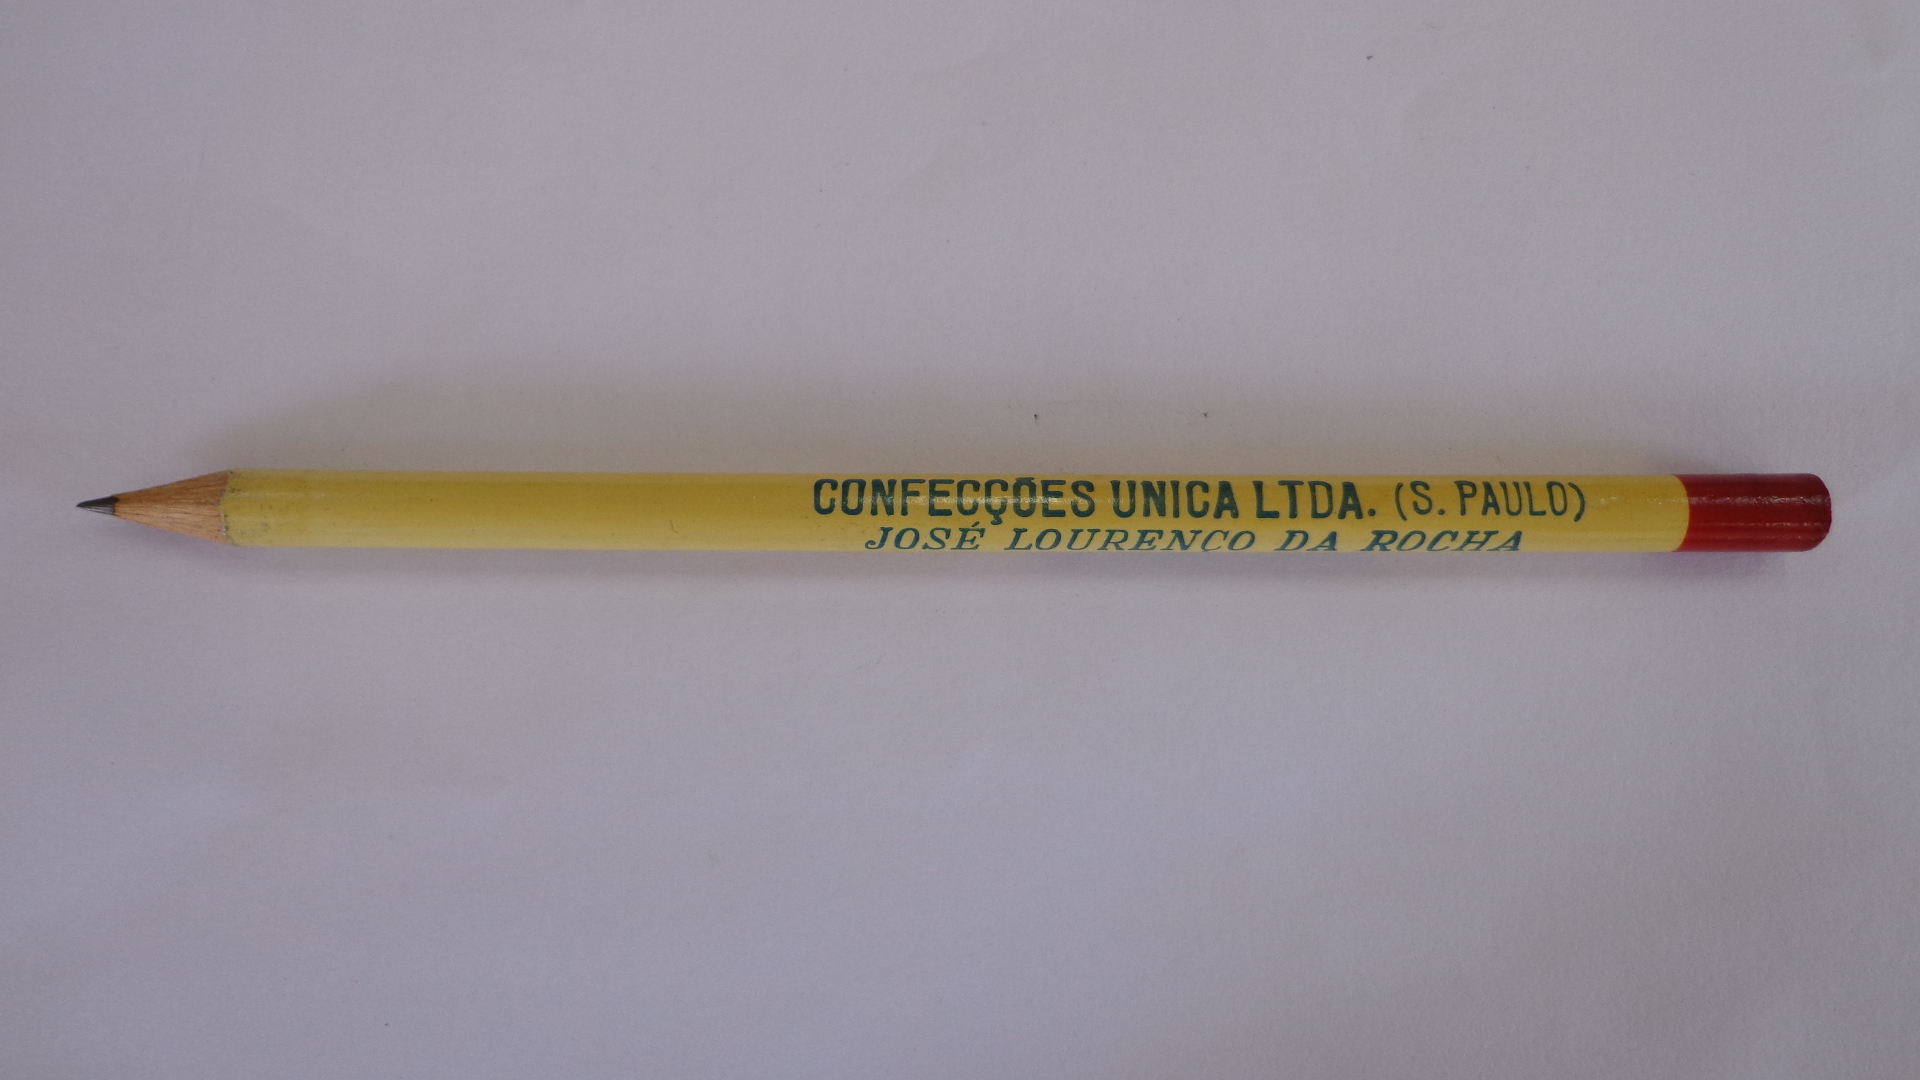 CONFECÇÕES UNICA LTDA. (S. PAULO)
JOSÉ LOURENÇO DA ROCHA